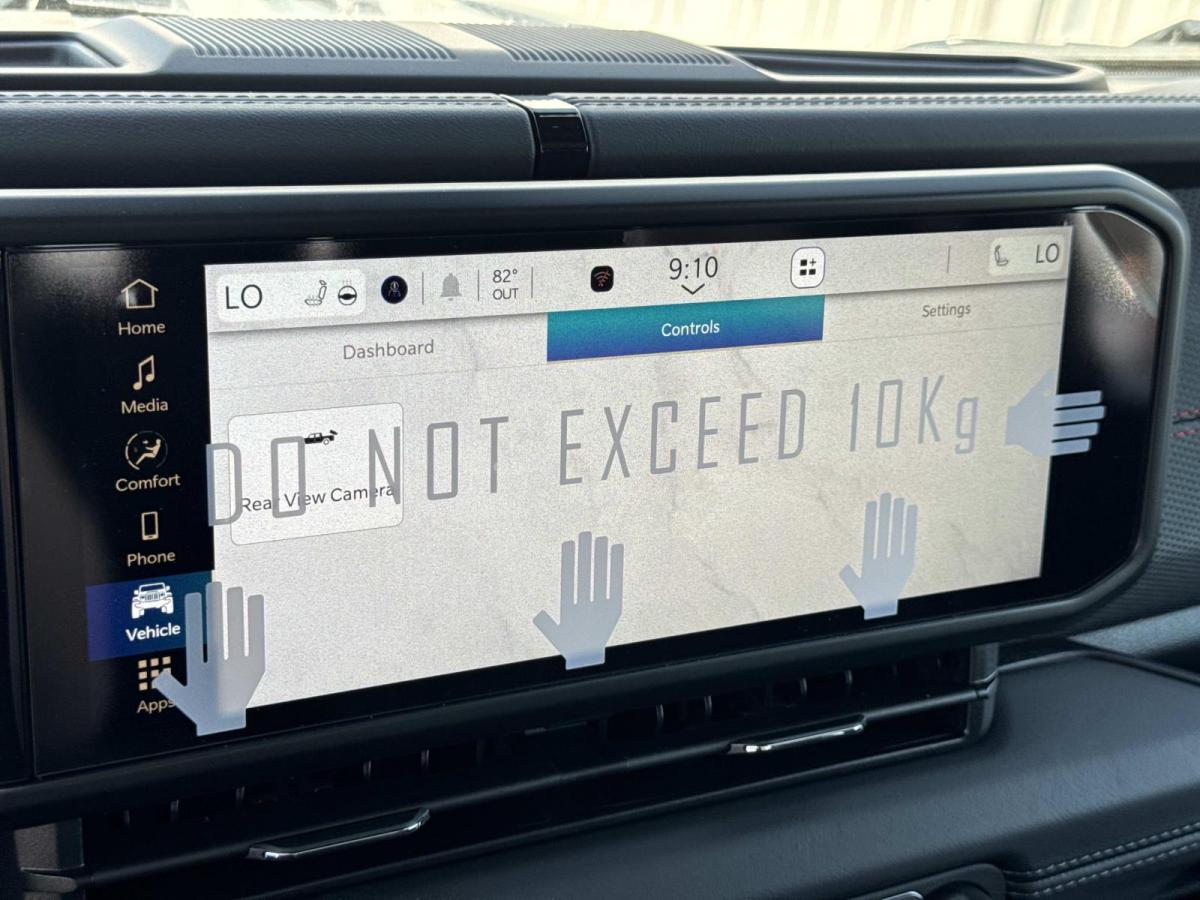 LO
82°
OUT
9:10
LO
Dashboard
Controls
Settings
Home
Media
Comfort
Phone
Vehicle
Apps
DO NOT EXCEED 10Kg
Rear View Camera